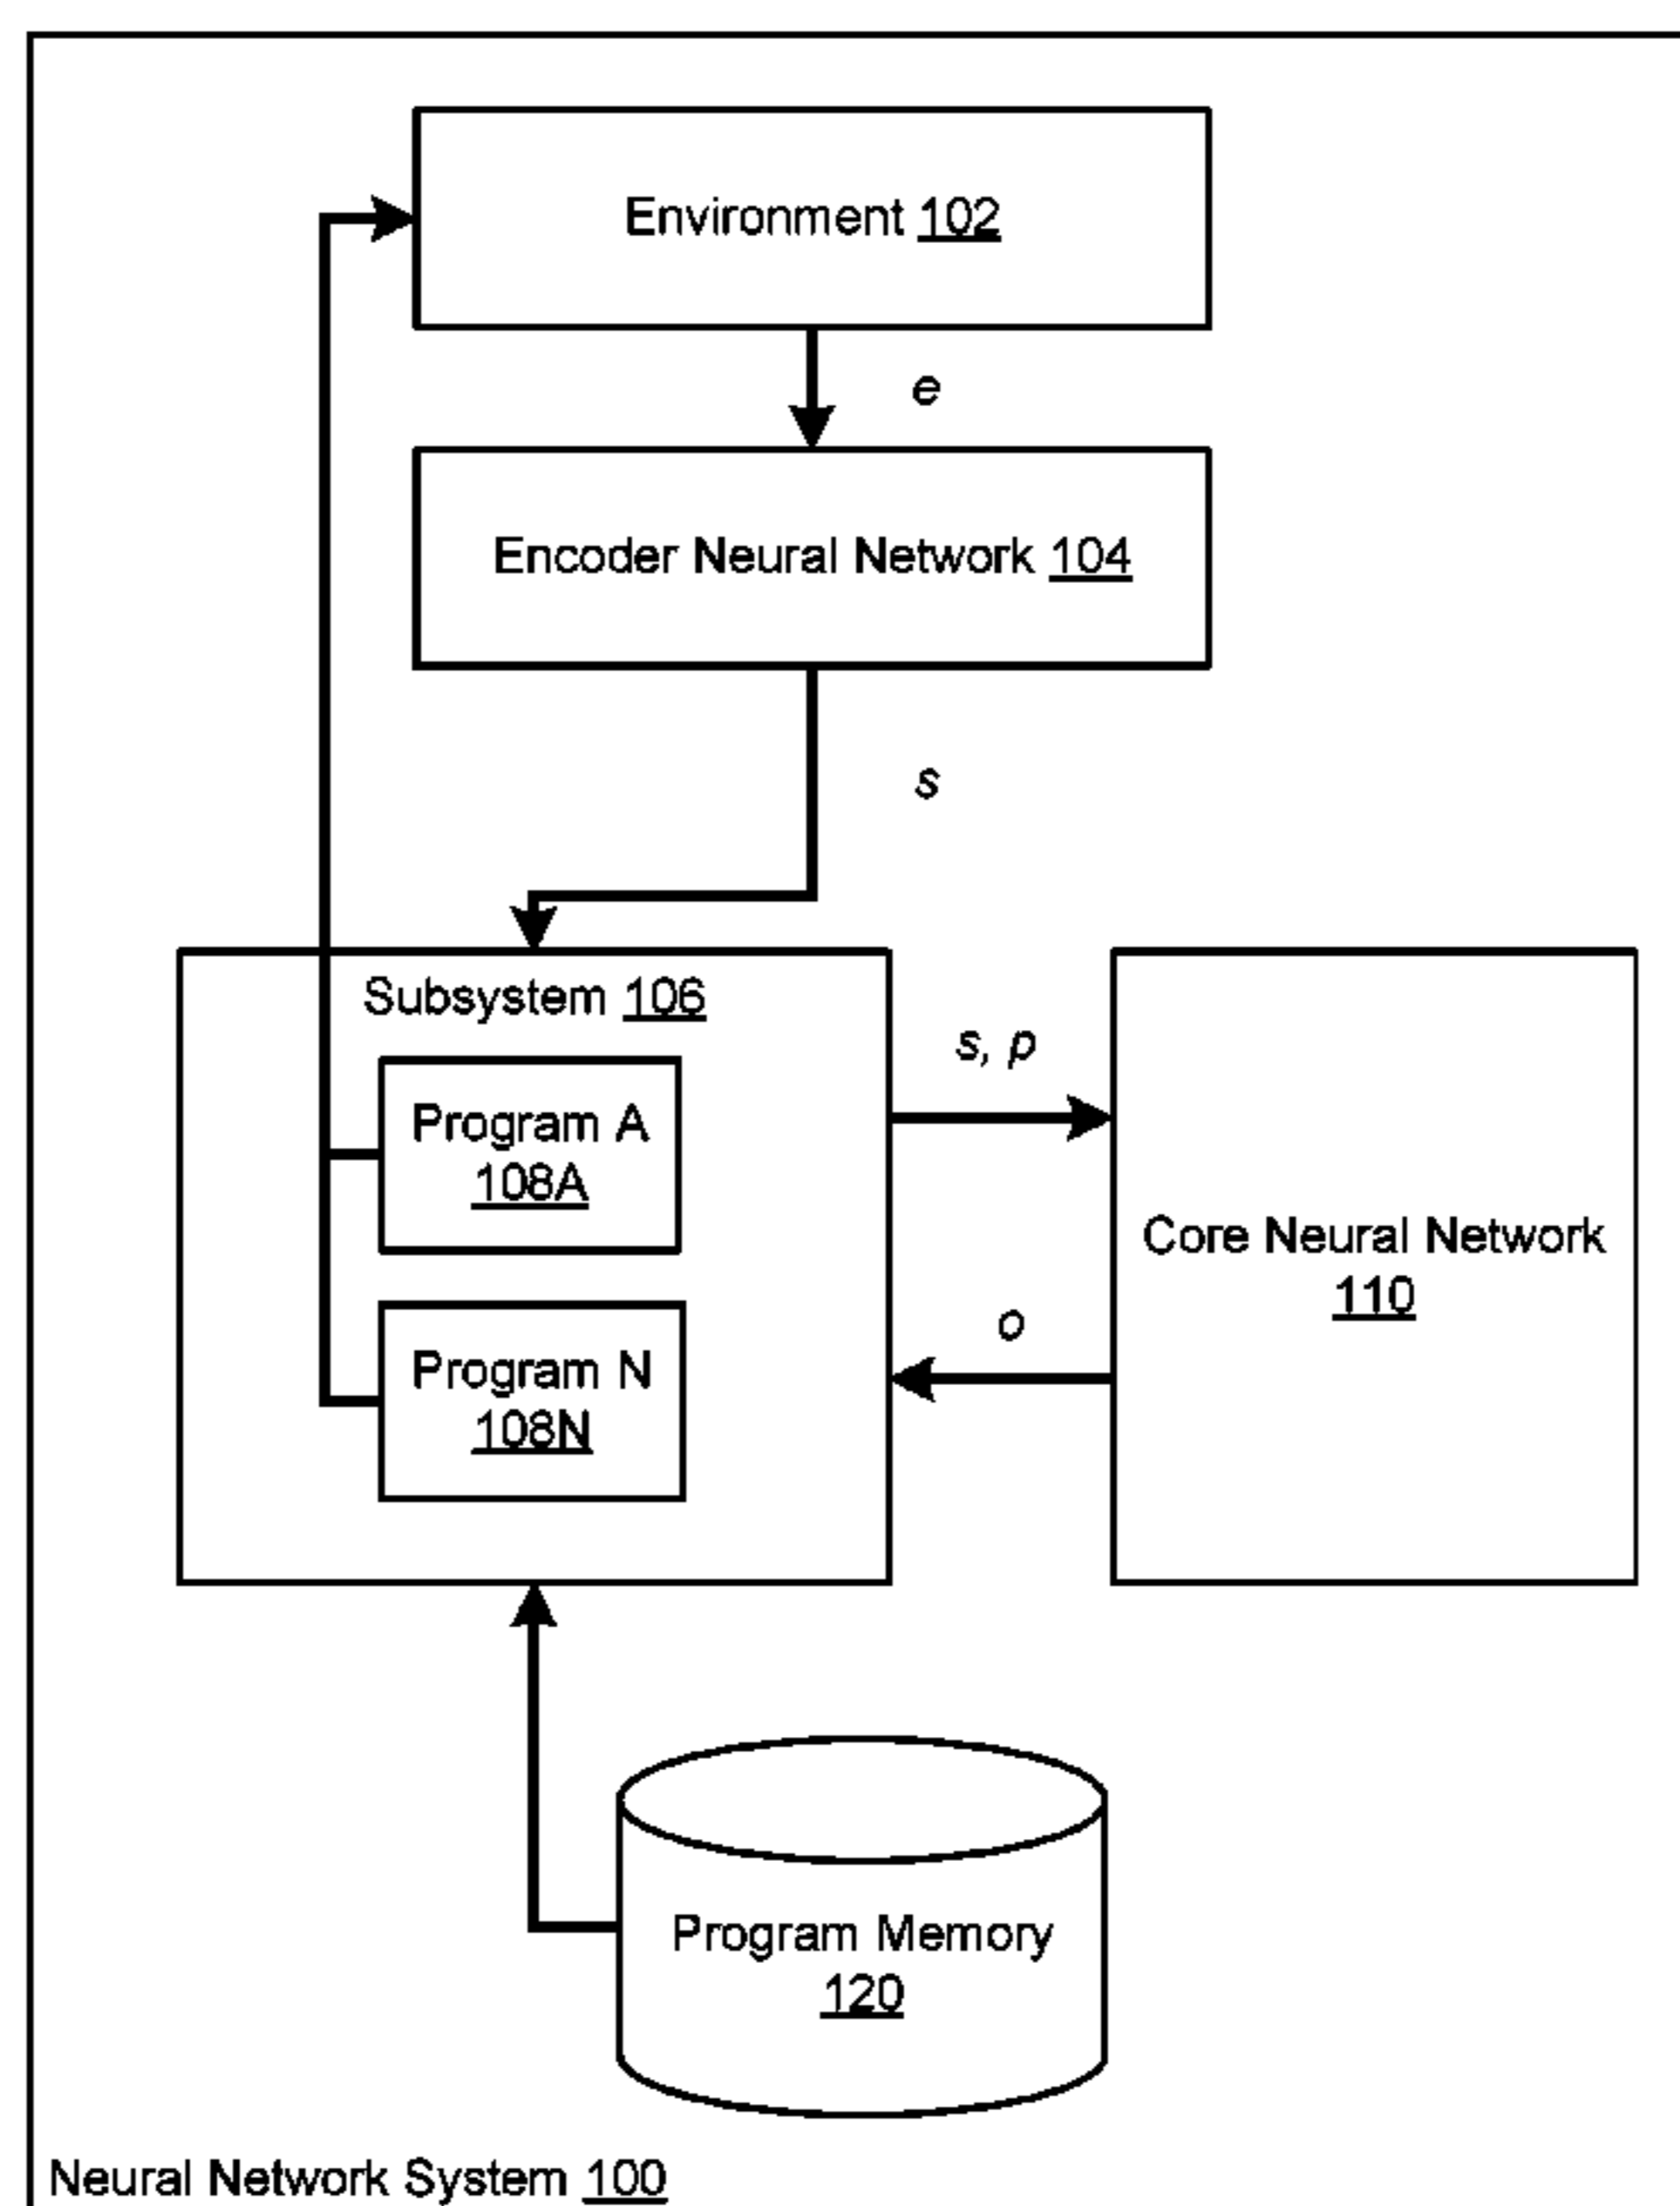 Environment 102
e
Encoder Neural Network 104
s
Subsystem 106
Program A
108A
Program N
108N
s, p
o
Core Neural Network
110
Program Memory
120
Neural Network System 100